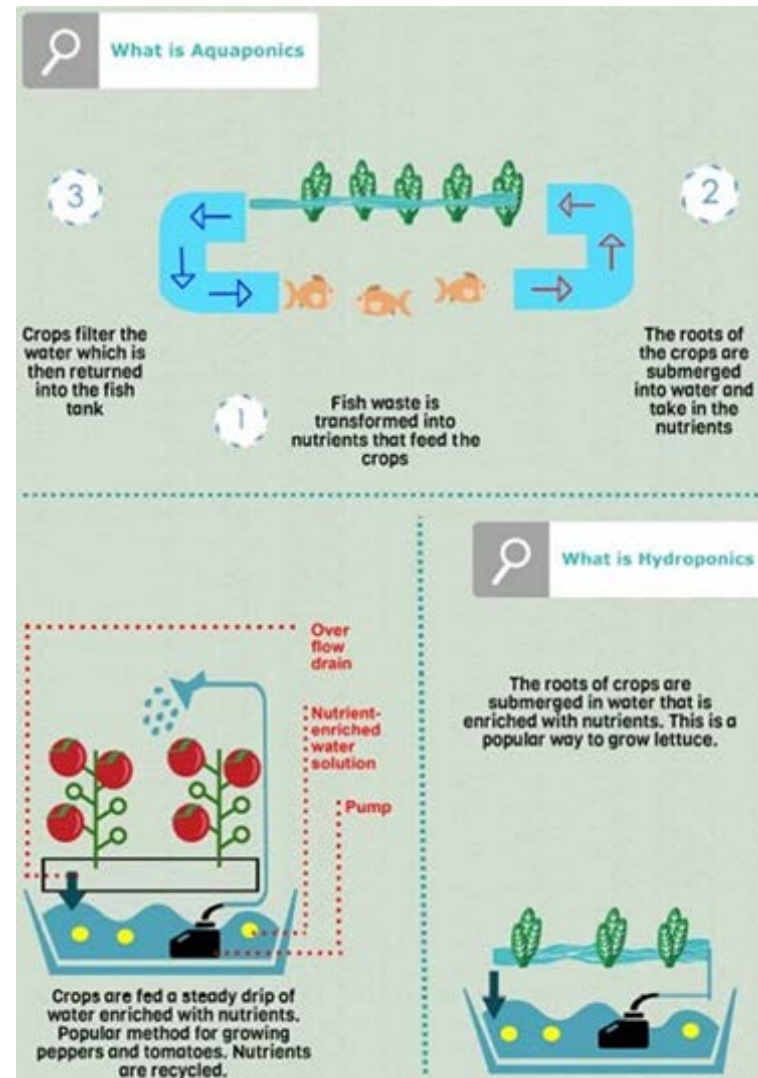 What is Aquaponics
3
2
Crops filter the
water which is
then returned
into the fish
tank
The roots of
the crops are
submerged
into water and
take in the
nutrients
1
Fish waste is
transformed into
nutrients that feed the
crops
What is Hydroponics
Over
flow
drain
Nutrient-
enriched
water
solution
Pump
Crops are fed a steady drip of
water enriched with nutrients.
Popular method for growing
peppers and tomatoes. Nutrients
are recycled.
The roots of crops are
submerged in water that is
enriched with nutrients. This is a
popular way to grow lettuce.